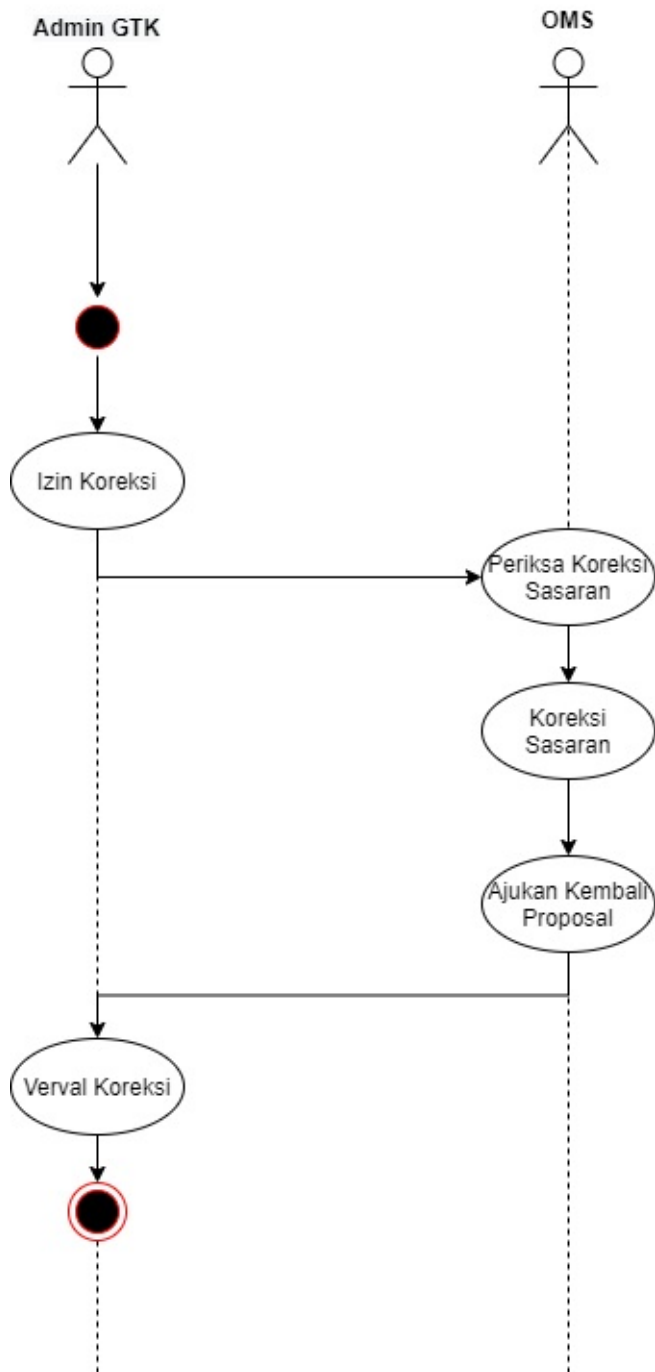 Admin GTK
OMS
Izin Koreksi
Periksa Koreksi
Sasaran
Koreksi
Sasaran
Ajukan Kembali
Proposal
Verval Koreksi